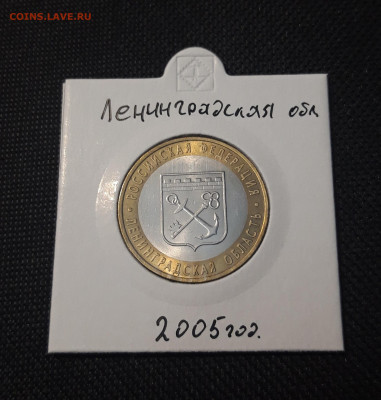 COINS.LAVE.RU
Ленинградская обл
РОССИЙСКАЯ ФЕДЕРАЦИЯ
• ЛЕНИНГРАДСКАЯ ОБЛАСТЬ •
2005 год.